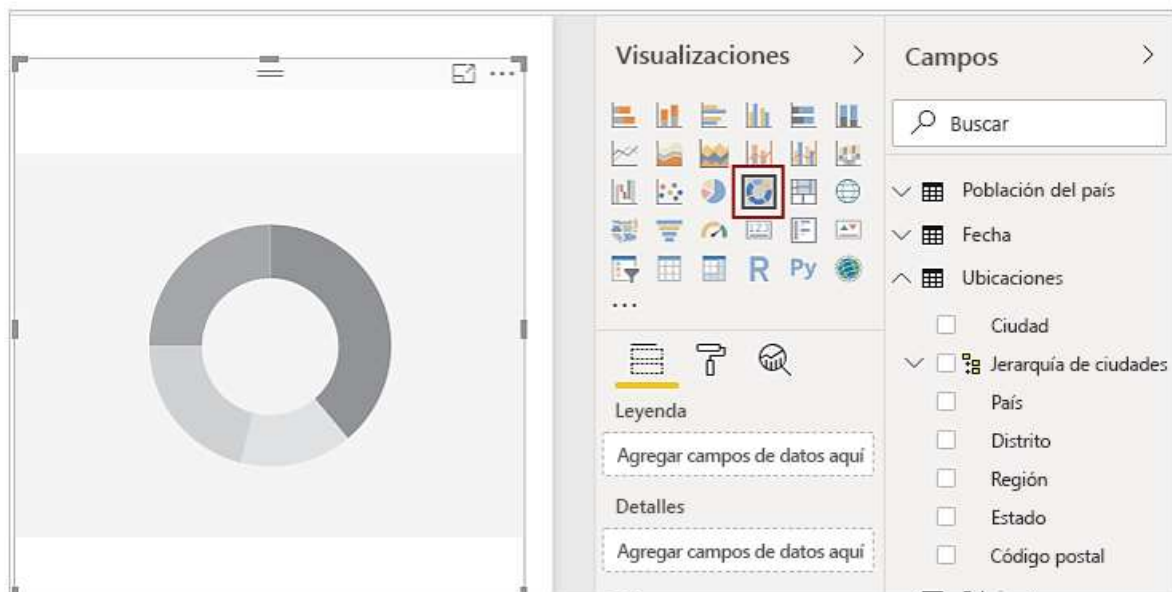 Visualizaciones
123
R
Py
...
Leyenda
Agregar campos de datos aquí
Detalles
Agregar campos de datos aquí
Campos
Buscar
Población del país
Fecha
Ubicaciones
Ciudad
Jerarquía de ciudades
País
Distrito
Región
Estado
Código postal